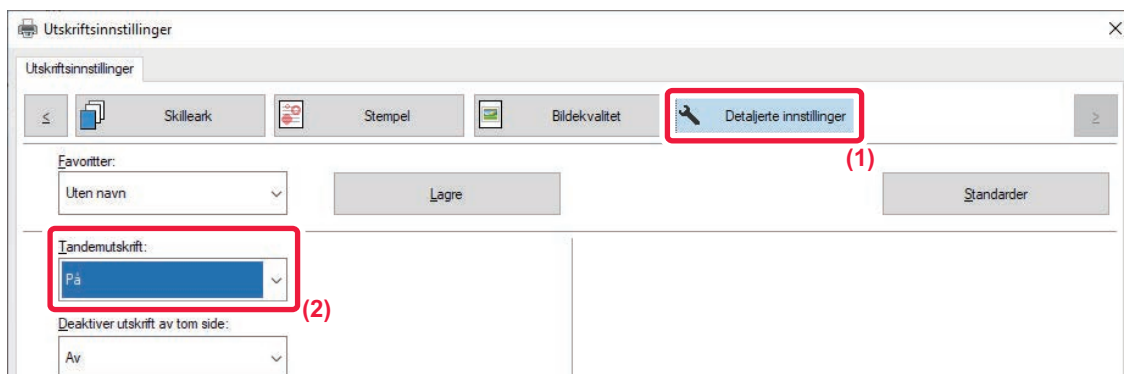 Utskriftsinnstillinger
Utskriftsinnstillinger
≤ Skilleark Stempel Bildekvalitet Detaljerte innstillinger ≥
(1)
Favoritter:
Uten navn Lagre Standarder
Tandemutskrift:
På
(2)
Deaktiver utskrift av tom side:
Av